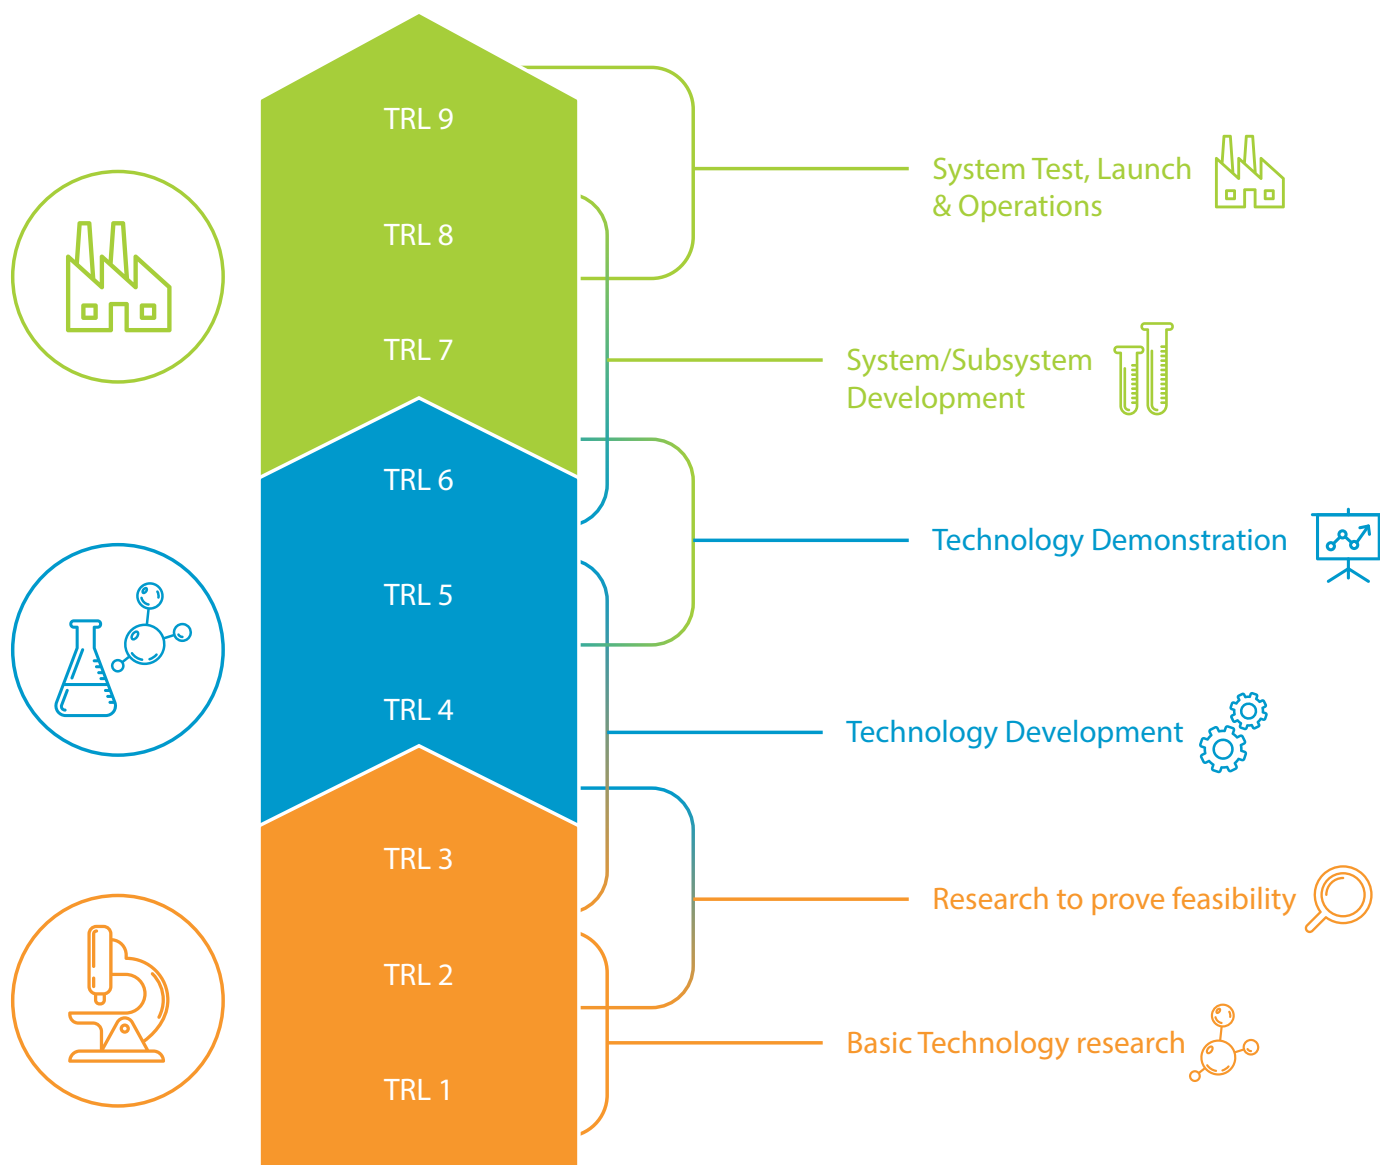 TRL 9
TRL 8
TRL 7
TRL 6
TRL 5
TRL 4
TRL 3
TRL 2
TRL 1
System Test, Launch
& Operations
System/Subsystem
Development
Technology Demonstration
Technology Development
Research to prove feasibility
Basic Technology research